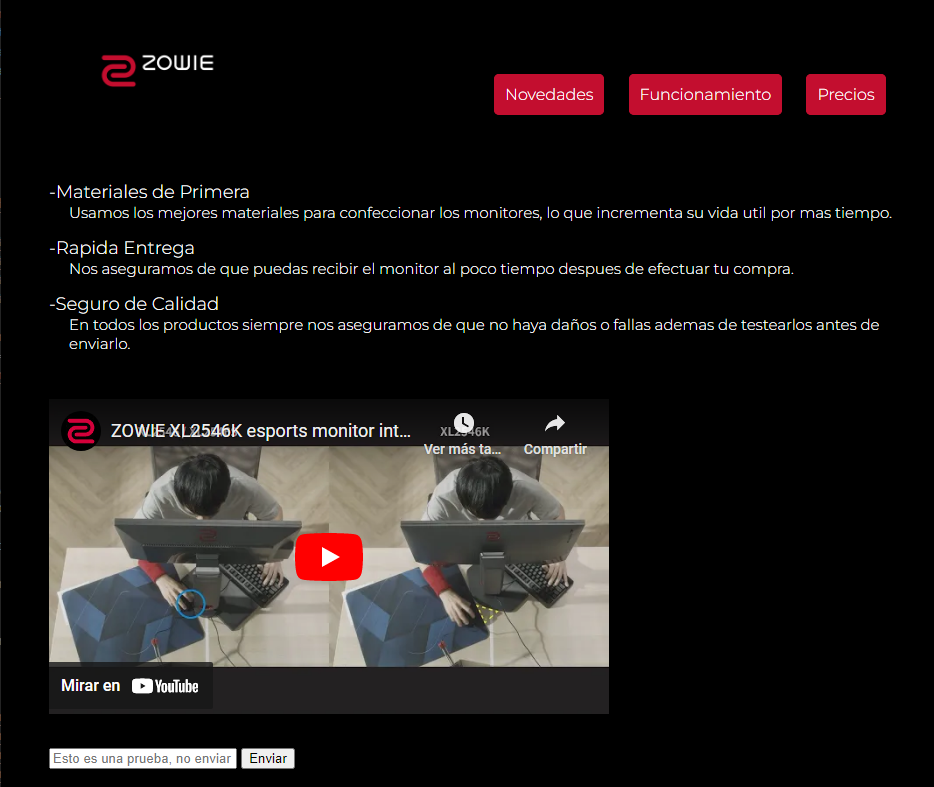 ZOWIE
Novedades
Funcionamiento
Precios
-Materiales de Primera
Usamos los mejores materiales para confeccionar los monitores, lo que incrementa su vida util por mas tiempo.
-Rapida Entrega
Nos aseguramos de que puedas recibir el monitor al poco tiempo despues de efectuar tu compra.
-Seguro de Calidad
En todos los productos siempre nos aseguramos de que no haya daños o fallas ademas de testearlos antes de
enviarlo.
ZOWIE XL2546K esports monitor int...
XL2546K
Ver más ta...
Compartir
Mirar en YouTube
Esto es una prueba, no enviar
Enviar